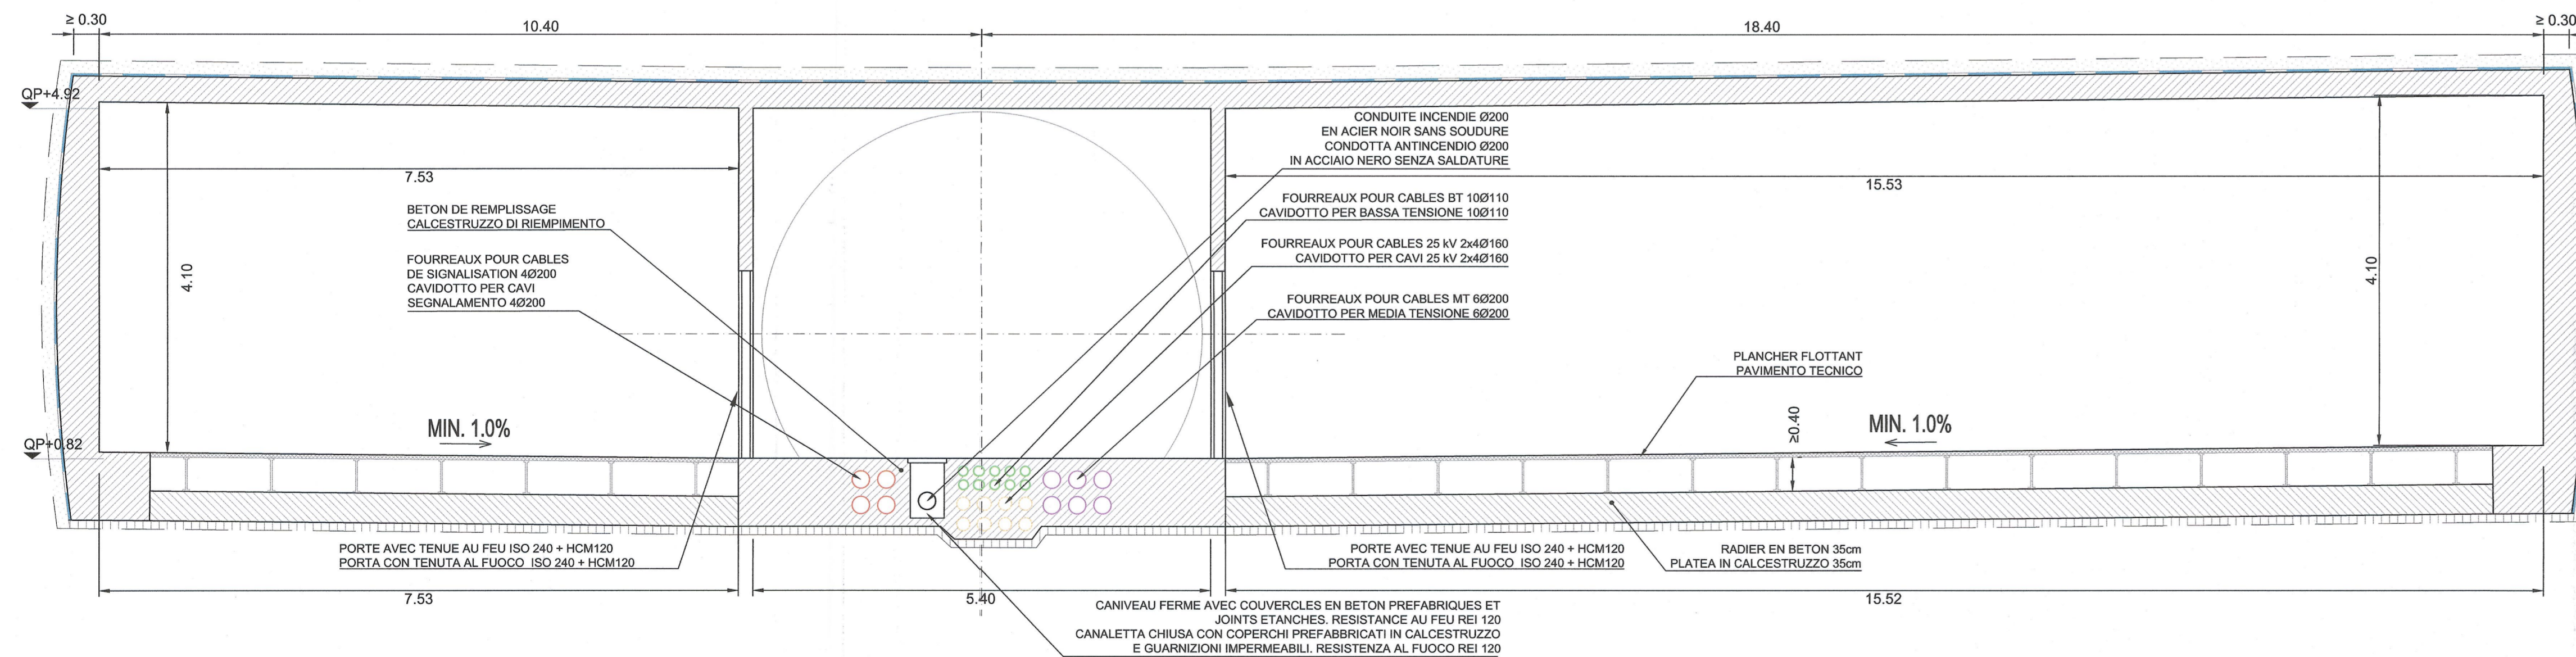 ≥ 0.30
10.40
18.40
≥ 0.30
QP+4.92
7.53
15.53
CONDUITE INCENDIE Ø200
EN ACIER NOIR SANS SOUDURE
CONDOTTA ANTINCENDIO Ø200
IN ACCIAIO NERO SENZA SALDATURE
BETON DE REMPLISSAGE
CALCESTRUZZO DI RIEMPIMENTO
FOURREAUX POUR CABLES BT 10Ø110
CAVIDOTTO PER BASSA TENSIONE 10Ø110
FOURREAUX POUR CABLES
DE SIGNALISATION 4Ø200
CAVIDOTTO PER CAVI
SEGNALAMENTO 4Ø200
FOURREAUX POUR CABLES 25 kV 2x4Ø160
CAVIDOTTO PER CAVI 25 kV 2x4Ø160
4.10
4.10
FOURREAUX POUR CABLES MT 6Ø200
CAVIDOTTO PER MEDIA TENSIONE 6Ø200
PLANCHER FLOTTANT
PAVIMENTO TECNICO
MIN. 1.0%
≥0.40
MIN. 1.0%
QP+0.82
PORTE AVEC TENUE AU FEU ISO 240 + HCM120
PORTA CON TENUTA AL FUOCO ISO 240 + HCM120
PORTE AVEC TENUE AU FEU ISO 240 + HCM120
PORTA CON TENUTA AL FUOCO ISO 240 + HCM120
RADIER EN BETON 35cm
PLATEA IN CALCESTRUZZO 35cm
7.53
5.40
15.52
CANIVEAU FERME AVEC COUVERCLES EN BETON PREFABRIQUES ET
JOINTS ETANCHES. RESISTANCE AU FEU REI 120
CANALETTA CHIUSA CON COPERCHI PREFABBRICATI IN CALCESTRUZZO
E GUARNIZIONI IMPERMEABILI. RESISTENZA AL FUOCO REI 120